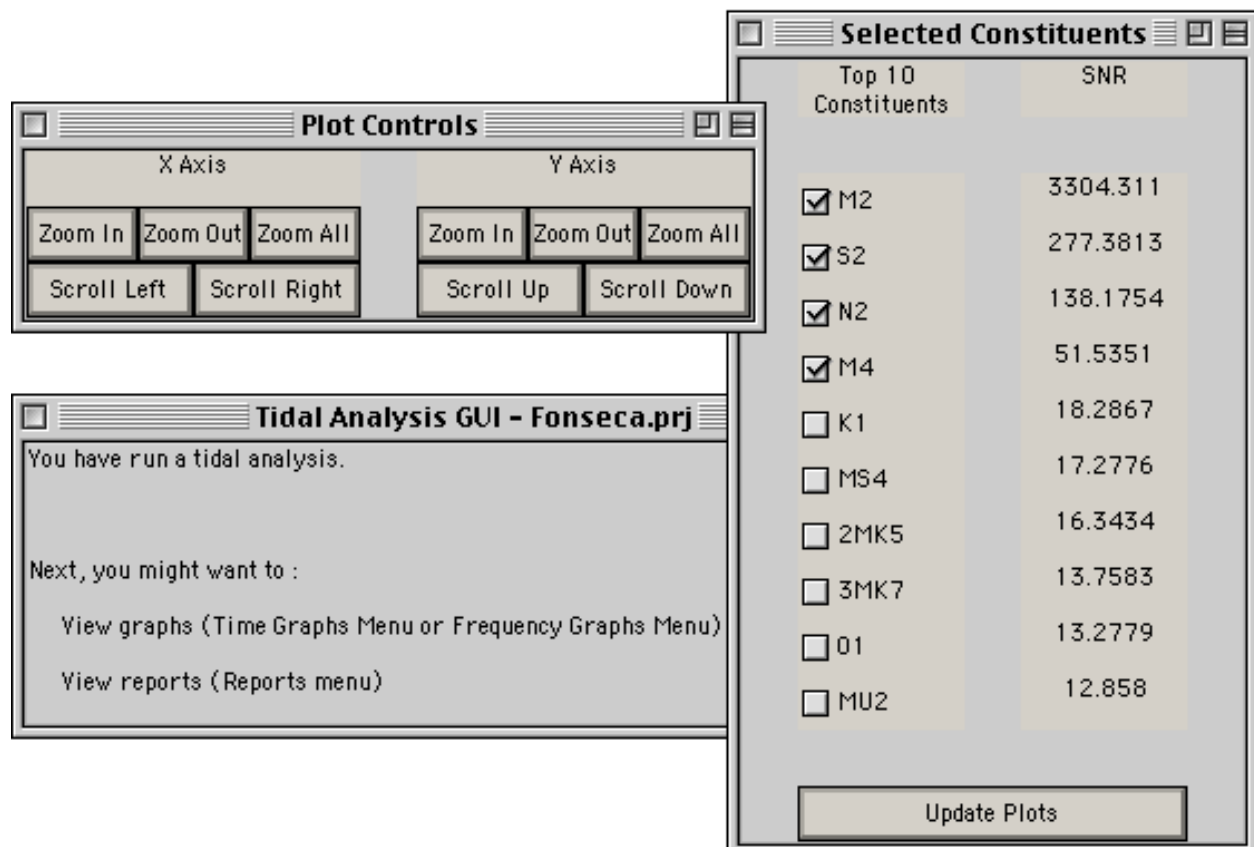 Plot Controls
X Axis
Y Axis
Zoom In Zoom Out Zoom All
Zoom In Zoom Out Zoom All
Scroll Left Scroll Right
Scroll Up Scroll Down
Tidal Analysis GUI - Fonseca.prj
You have run a tidal analysis.
Next, you might want to :
View graphs (Time Graphs Menu or Frequency Graphs Menu)
View reports (Reports menu)
Selected Constituents
Top 10
Constituents
SNR
M2 3304.311
S2 277.3813
N2 138.1754
M4 51.5351
K1 18.2867
MS4 17.2776
2MK5 16.3434
3MK7 13.7583
O1 13.2779
MU2 12.858
Update Plots